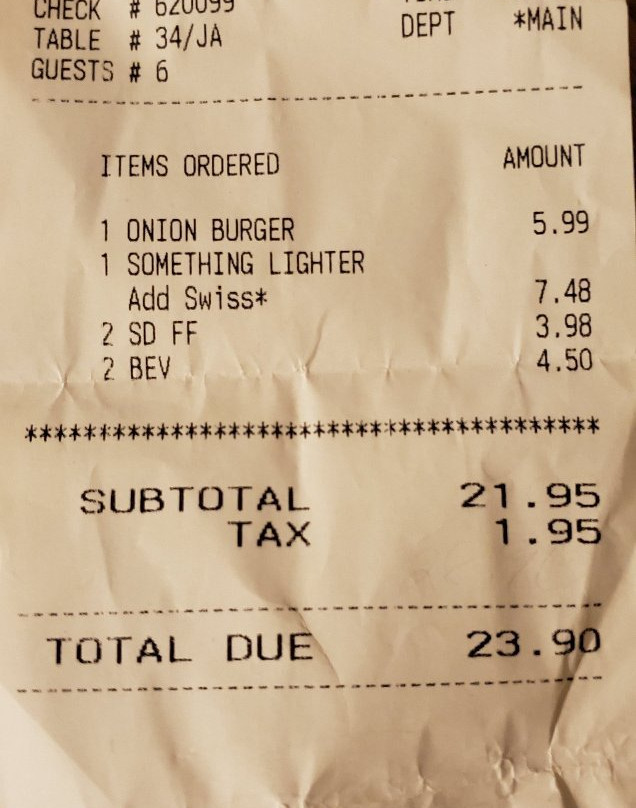 CHECK # 620099
TABLE # 34/JA
DEPT *MAIN
GUESTS # 6
ITEMS ORDERED AMOUNT
1 ONION BURGER 5.99
1 SOMETHING LIGHTER
Add Swiss* 7.48
2 SD FF 3.98
2 BEV 4.50
****************************************
SUBTOTAL 21.95
TAX 1.95
TOTAL DUE 23.90